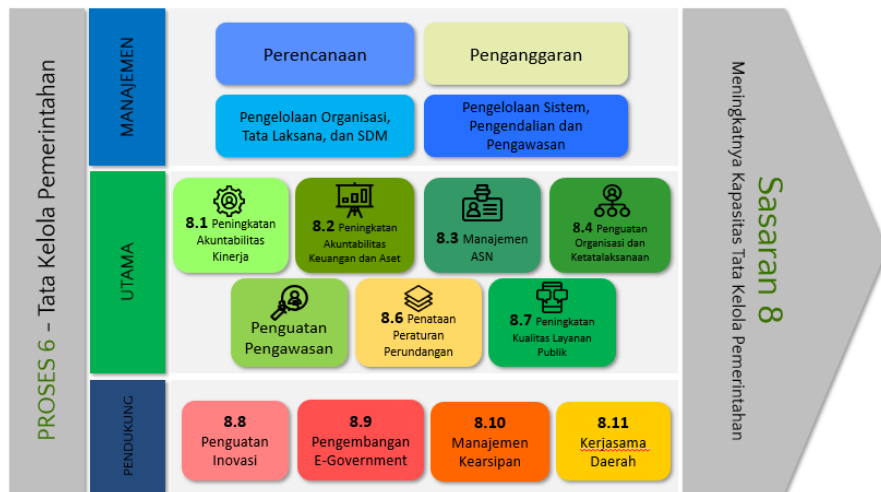 PROSES 6 – Tata Kelola Pemerintahan
MANAJEMEN
Perencanaan
Penganggaran
Pengelolaan Organisasi,
Tata Laksana, dan SDM
Pengelolaan Sistem,
Pengendalian dan
Pengawasan
UTAMA
8.1 Peningkatan
Akuntabilitas
Kinerja
8.2 Peningkatan
Akuntabilitas
Keuangan dan Aset
8.3 Manajemen
ASN
8.4 Penguatan
Organisasi dan
Ketatalaksanaan
Penguatan
Pengawasan
8.6 Penataan
Peraturan
Perundangan
8.7 Peningkatan
Kualitas Layanan
Publik
PENDUKUNG
8.8
Penguatan
Inovasi
8.9
Pengembangan
E-Government
8.10
Manajemen
Kearsipan
8.11
Kerjasama
Daerah
Sasaran 8
Meningkatnya Kapasitas Tata Kelola Pemerintahan